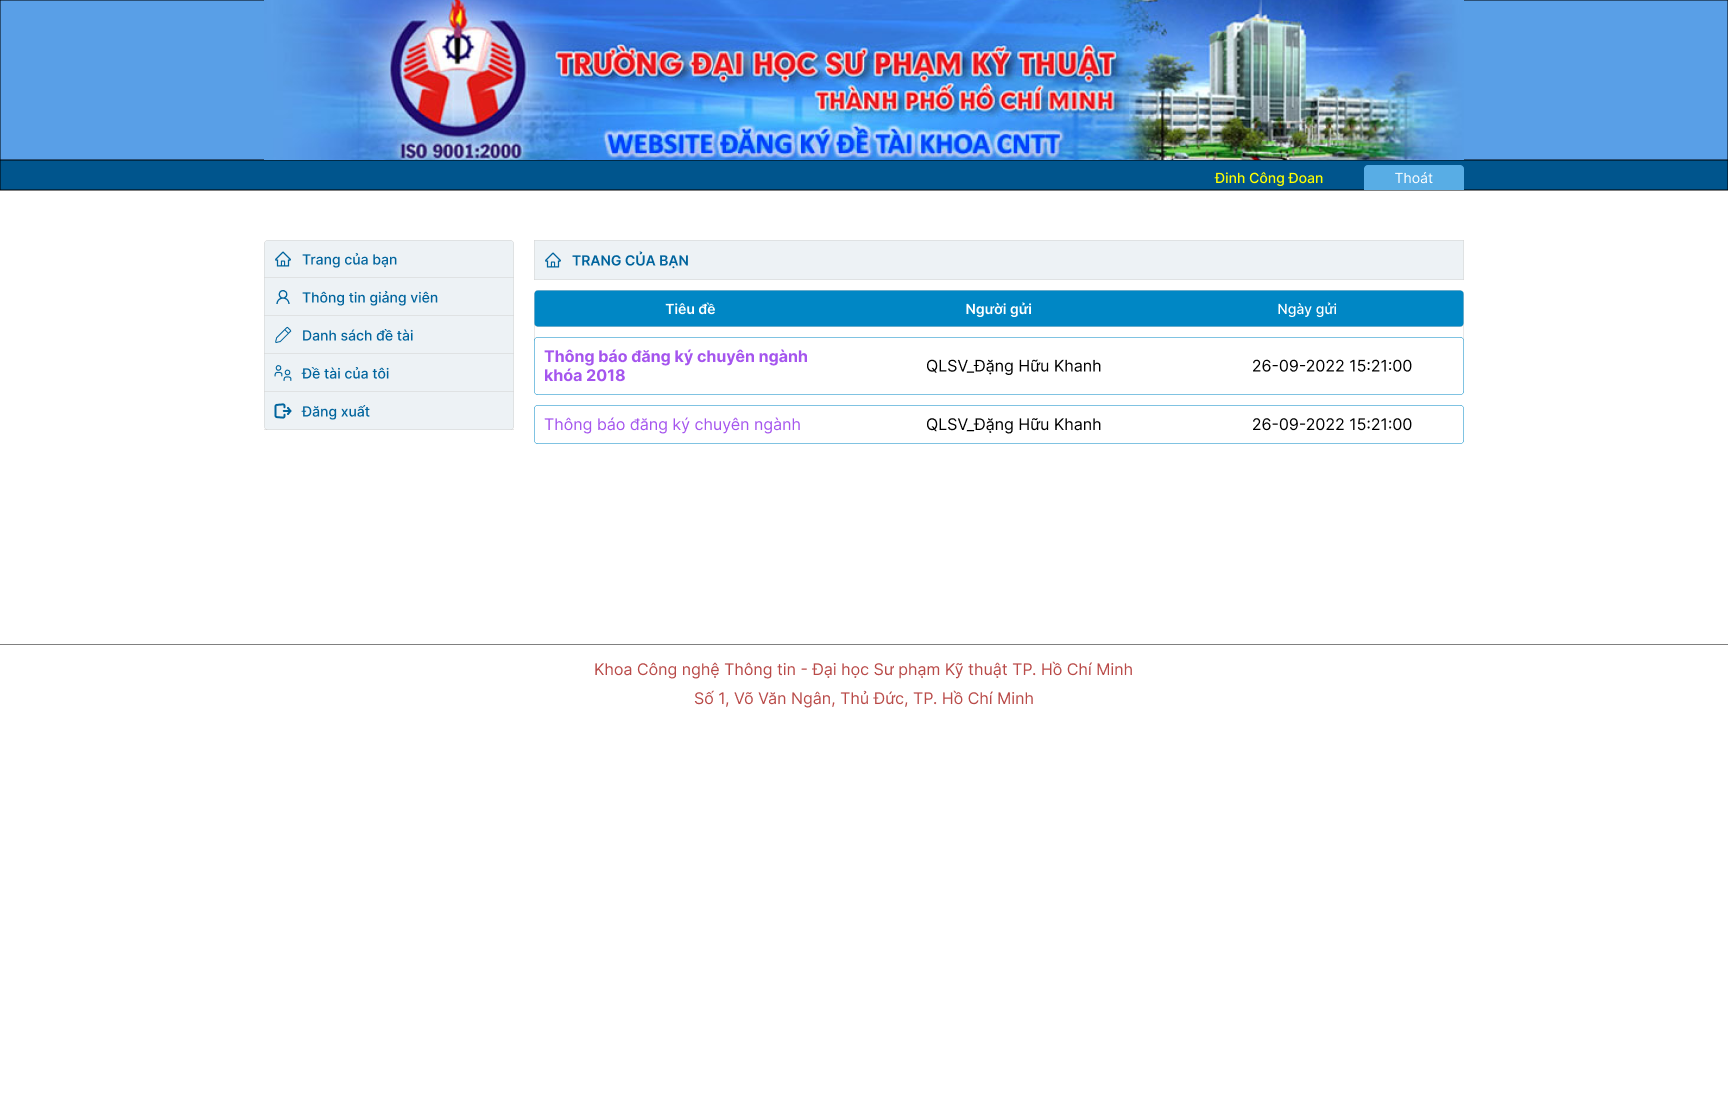 TRƯỜNG ĐẠI HỌC SƯ PHẠM KỸ THUẬT
THÀNH PHỐ HỒ CHÍ MINH
ISO 9001:2000
WEBSITE ĐĂNG KÝ ĐỀ TÀI KHOA CNTT
Đinh Công Đoan
Thoát
Trang của bạn
Thông tin giảng viên
Danh sách đề tài
Đề tài của tôi
Đăng xuất
TRANG CỦA BẠN
Tiêu đề Người gửi Ngày gửi
Thông báo đăng ký chuyên ngành
khóa 2018
QLSV_Đặng Hữu Khanh 26-09-2022 15:21:00
Thông báo đăng ký chuyên ngành QLSV_Đặng Hữu Khanh 26-09-2022 15:21:00
Khoa Công nghệ Thông tin - Đại học Sư phạm Kỹ thuật TP. Hồ Chí Minh
Số 1, Võ Văn Ngân, Thủ Đức, TP. Hồ Chí Minh